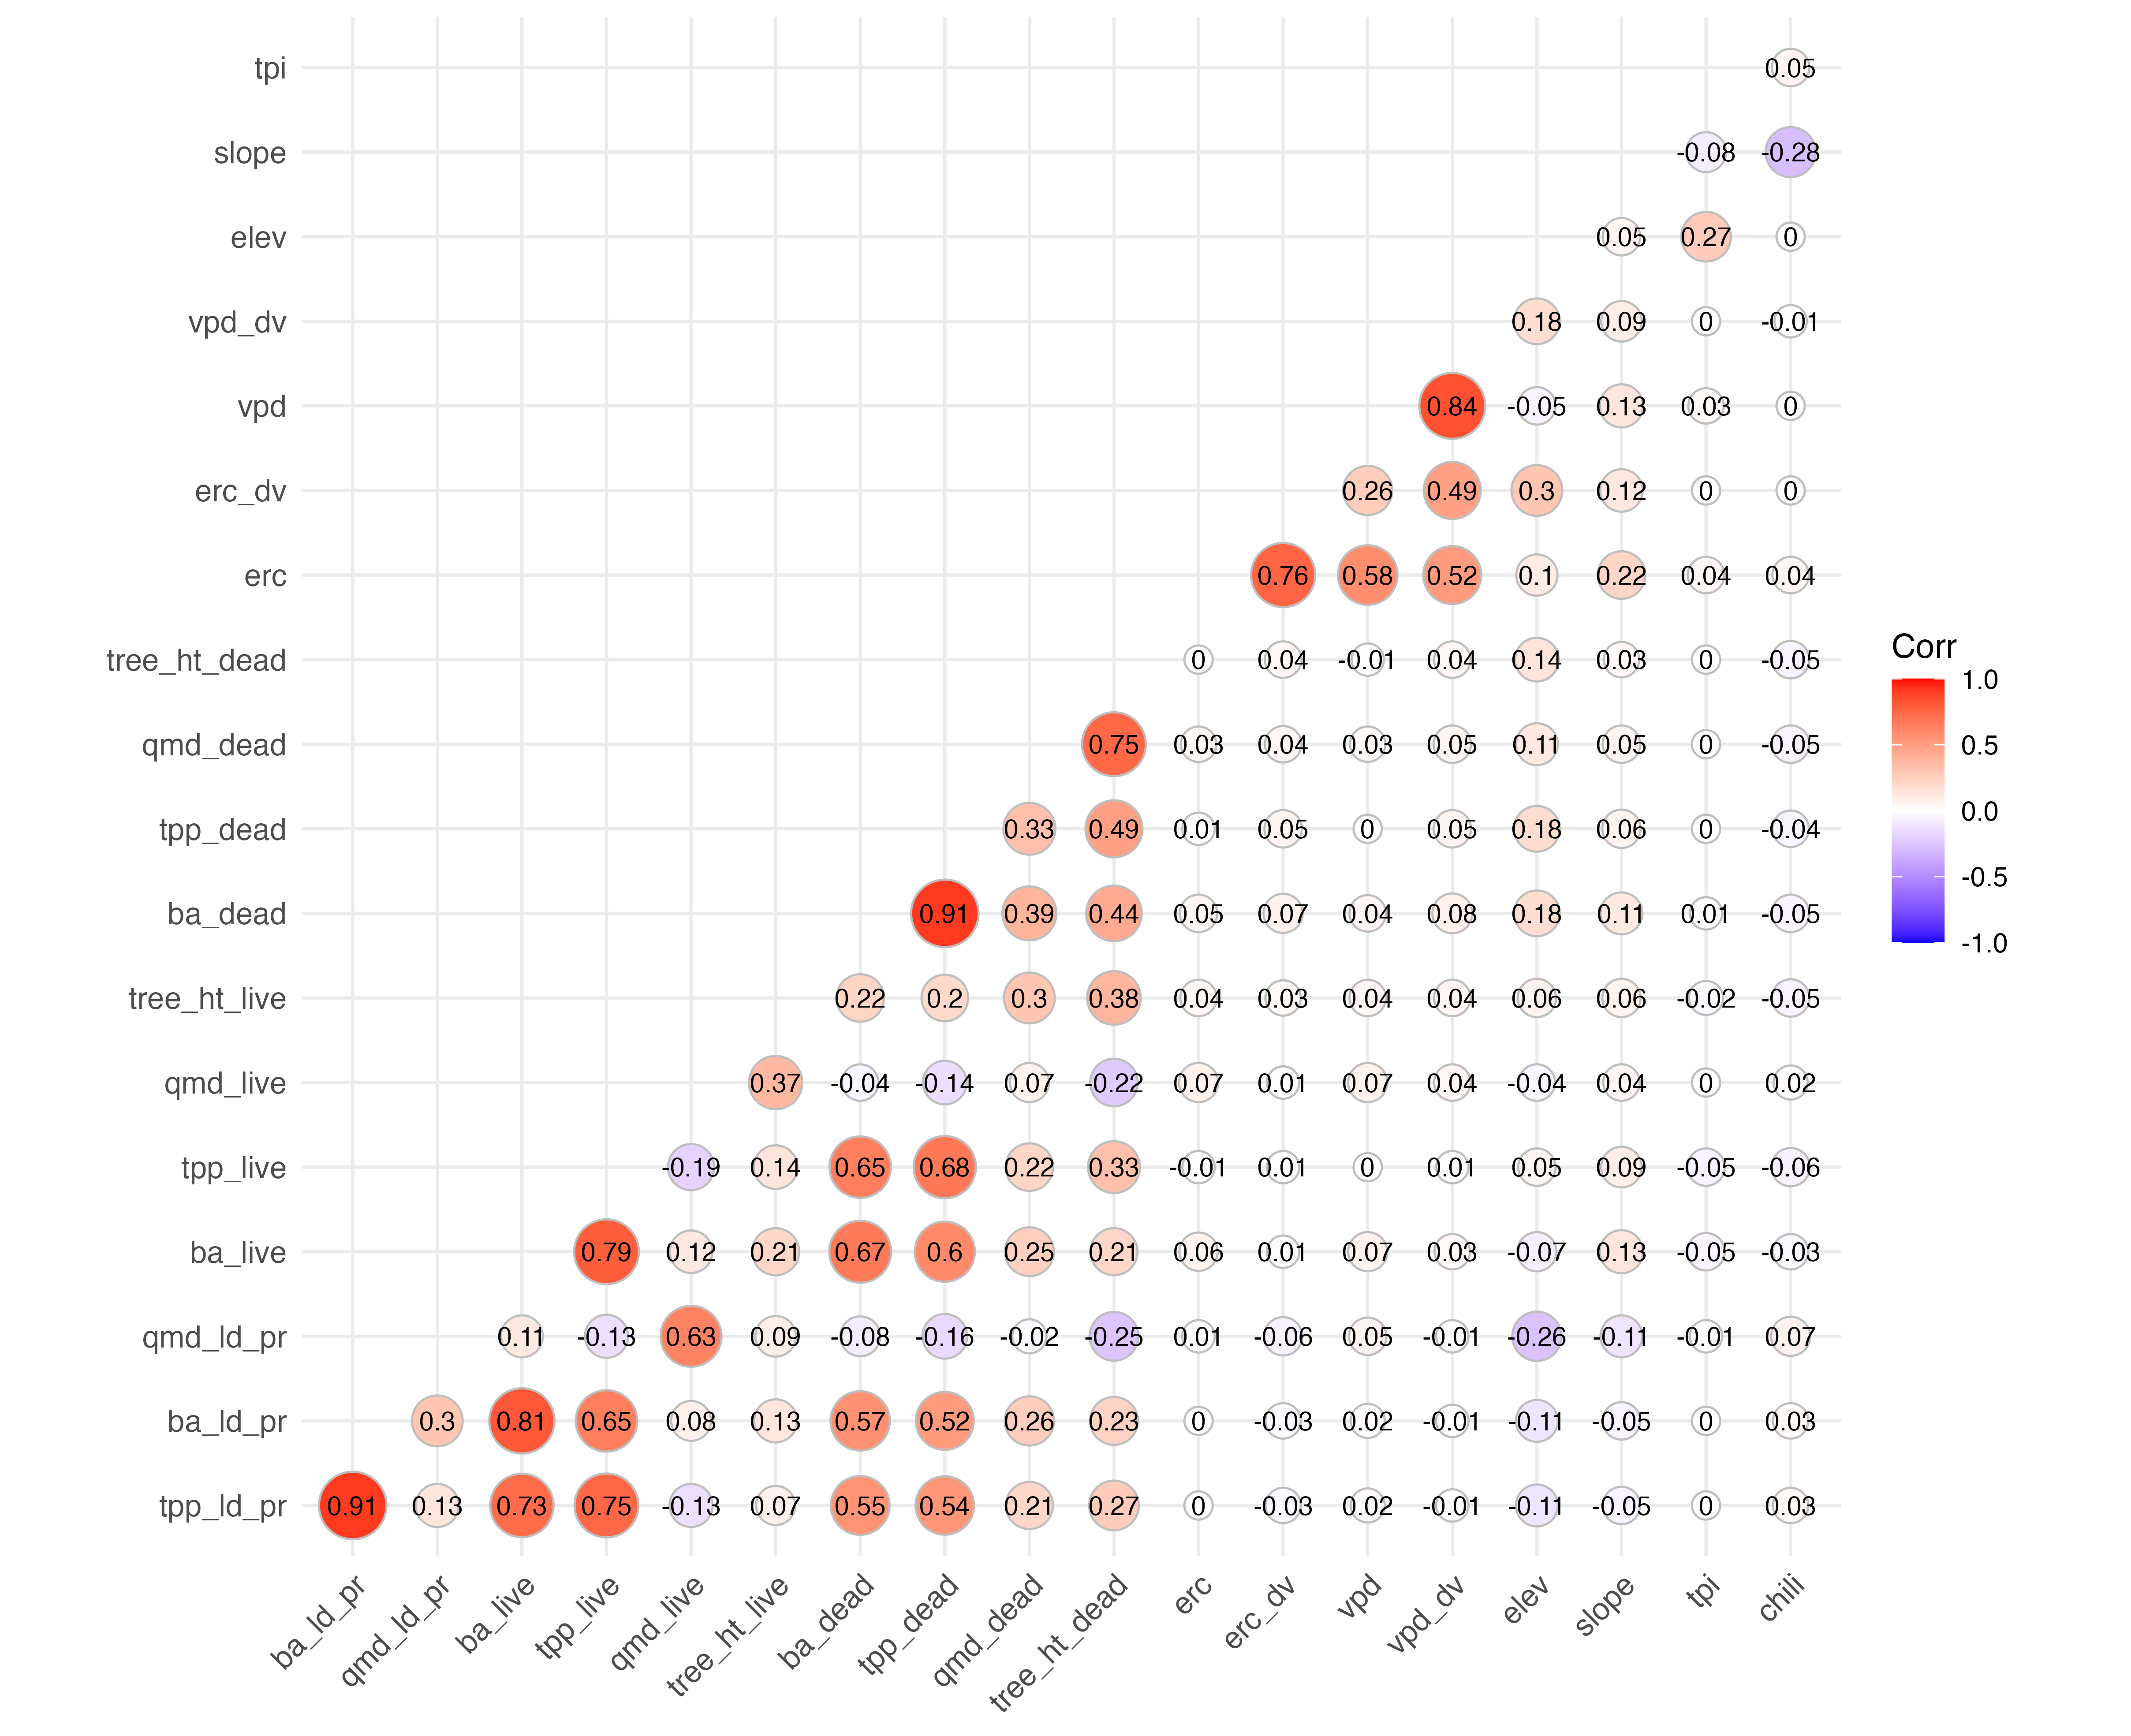 tpi 0.05
slope -0.08 -0.28
elev 0.05 0.27 0
vpd_dv 0.18 0.09 0 -0.01
vpd 0.84 -0.05 0.13 0.03 0
erc_dv 0.26 0.49 0.3 0.12 0 0
erc 0.76 0.58 0.52 0.1 0.22 0.04 0.04
tree_ht_dead 0 0.04 -0.01 0.04 0.14 0.03 0 -0.05
qmd_dead 0.75 0.03 0.04 0.03 0.05 0.11 0.05 0 -0.05
tpp_dead 0.33 0.49 0.01 0.05 0 0.05 0.18 0.06 0 -0.04
ba_dead 0.91 0.39 0.44 0.05 0.07 0.04 0.08 0.18 0.11 0.01 -0.05
tree_ht_live 0.22 0.2 0.3 0.38 0.04 0.03 0.04 0.04 0.06 0.06 -0.02 -0.05
qmd_live 0.37 -0.04 -0.14 0.07 -0.22 0.07 0.01 0.07 0.04 -0.04 0.04 0 0.02
tpp_live -0.19 0.14 0.65 0.68 0.22 0.33 -0.01 0.01 0 0.01 0.05 0.09 -0.05 -0.06
ba_live 0.79 0.12 0.21 0.67 0.6 0.25 0.21 0.06 0.01 0.07 0.03 -0.07 0.13 -0.05 -0.03
qmd_ld_pr 0.11 -0.13 0.63 0.09 -0.08 -0.16 -0.02 -0.25 0.01 -0.06 0.05 -0.01 -0.26 -0.11 -0.01 0.07
ba_ld_pr 0.3 0.81 0.65 0.08 0.13 0.57 0.52 0.26 0.23 0 -0.03 0.02 -0.01 -0.11 -0.05 0 0.03
tpp_ld_pr 0.91 0.13 0.73 0.75 -0.13 0.07 0.55 0.54 0.21 0.27 0 -0.03 0.02 -0.01 -0.11 -0.05 0 0.03
ba_ld_pr qmd_ld_pr ba_live tpp_live qmd_live tree_ht_live ba_dead tpp_dead qmd_dead tree_ht_dead erc erc_dv vpd vpd_dv elev slope tpi chili
Corr
1.0
0.5
0.0
-0.5
-1.0